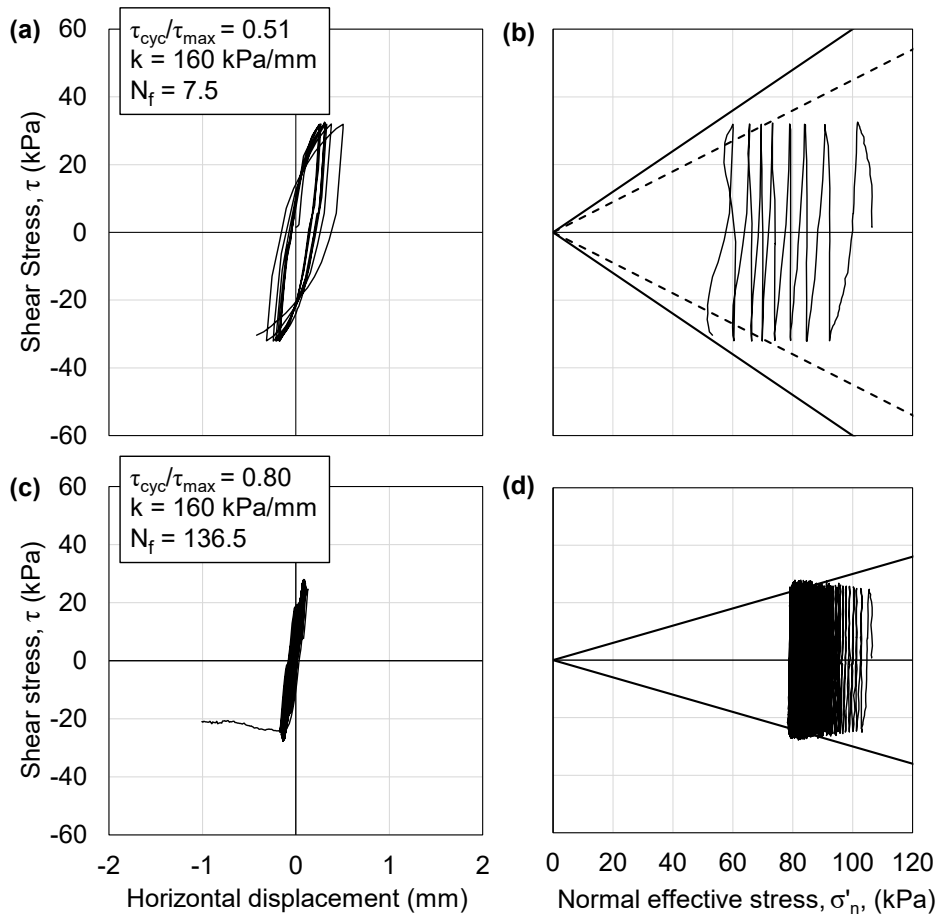 (a)
τcyc/τmax = 0.51
k = 160 kPa/mm
Nf = 7.5
(b)
60
40
20
0
-20
-40
-60
Shear Stress, τ (kPa)
(c)
τcyc/τmax = 0.80
k = 160 kPa/mm
Nf = 136.5
(d)
60
40
20
0
-20
-40
-60
Shear stress, τ (kPa)
-2 -1 0 1 2
Horizontal displacement (mm)
0 20 40 60 80 100 120
Normal effective stress, σ'n, (kPa)